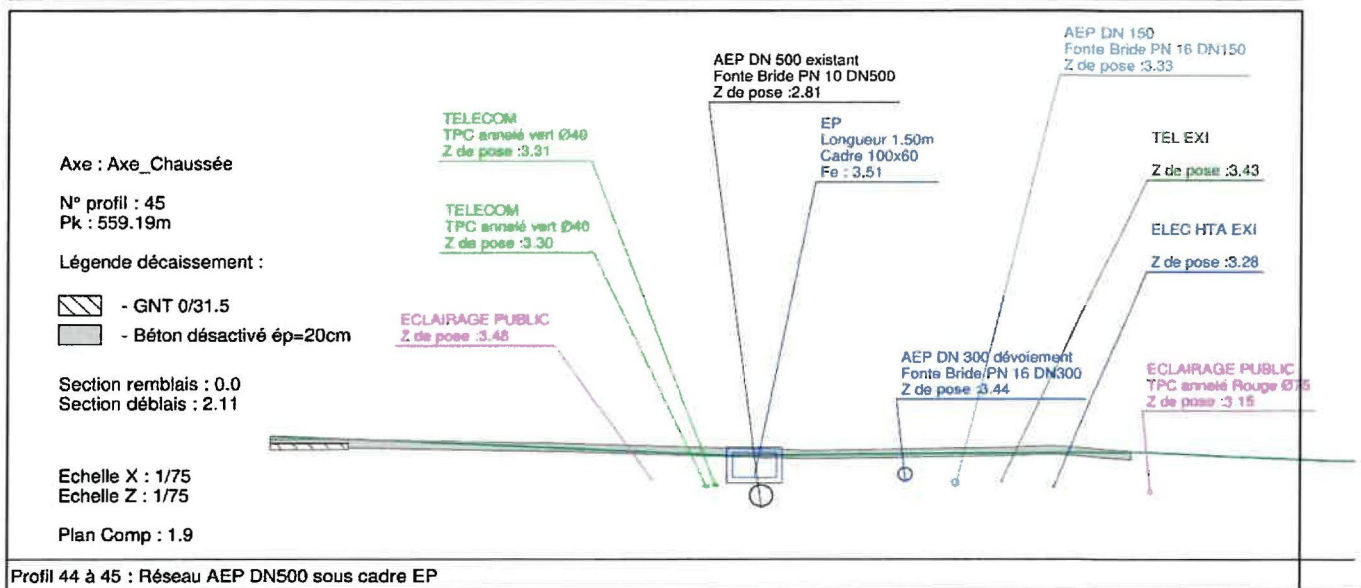 AEP DN 150
Fonte Bride PN 16 DN150
Z de pose :3.33
AEP DN 500 existant
Fonte Bride PN 10 DN500
Z de pose :2.81
TELECOM
TPC annelé vert Ø40
Z de pose :3.31
EP
Longueur 1.50m
Cadre 100x60
Fe : 3.51
TEL EXI
Z de pose :3.43
Axe : Axe_Chaussée
N° profil : 45
Pk : 559.19m
TELECOM
TPC annelé vert Ø40
Z de pose :3.30
ELEC HTA EXI
Z de pose :3.28
Légende décaissement :
- GNT 0/31.5
- Béton désactivé ép=20cm
ECLAIRAGE PUBLIC
Z de pose :3.48
AEP DN 300 dévoiement
Fonte Bride PN 16 DN300
Z de pose :3.44
ECLAIRAGE PUBLIC
TPC annelé Rouge Ø75
Z de pose :3.15
Section remblais : 0.0
Section déblais : 2.11
Echelle X : 1/75
Echelle Z : 1/75
Plan Comp : 1.9
Profil 44 à 45 : Réseau AEP DN500 sous cadre EP